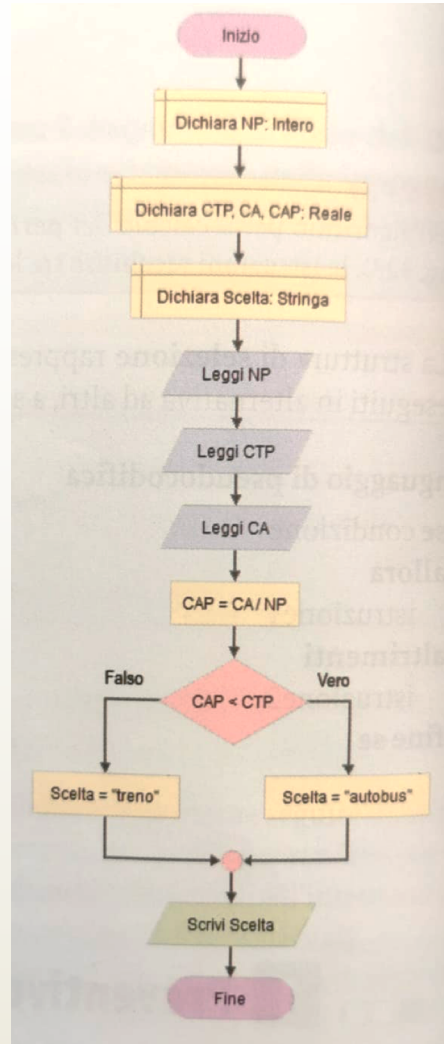 Inizio
Dichiara NP: Intero
Dichiara CTP, CA, CAP: Reale
Dichiara Scelta: Stringa
Leggi NP
Leggi CTP
Leggi CA
CAP = CA / NP
CAP < CTP
Falso
Vero
Scelta = "treno"
Scelta = "autobus"
Scrivi Scelta
Fine